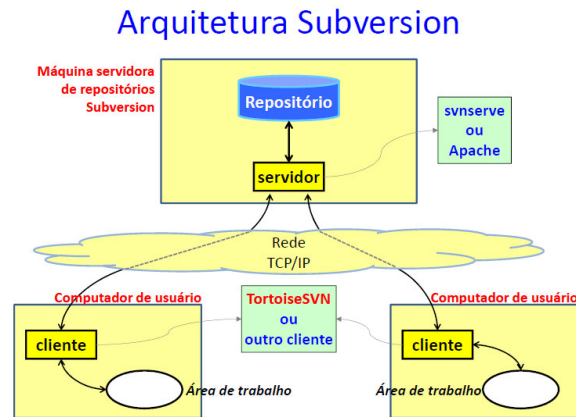 Arquitetura Subversion
Máquina servidora
de repositórios
Subversion
Repositório
svnserve
ou
Apache
servidor
Rede
TCP/IP
Computador de usuário
TortoiseSVN
ou
outro cliente
Computador de usuário
cliente
cliente
Área de trabalho
Área de trabalho